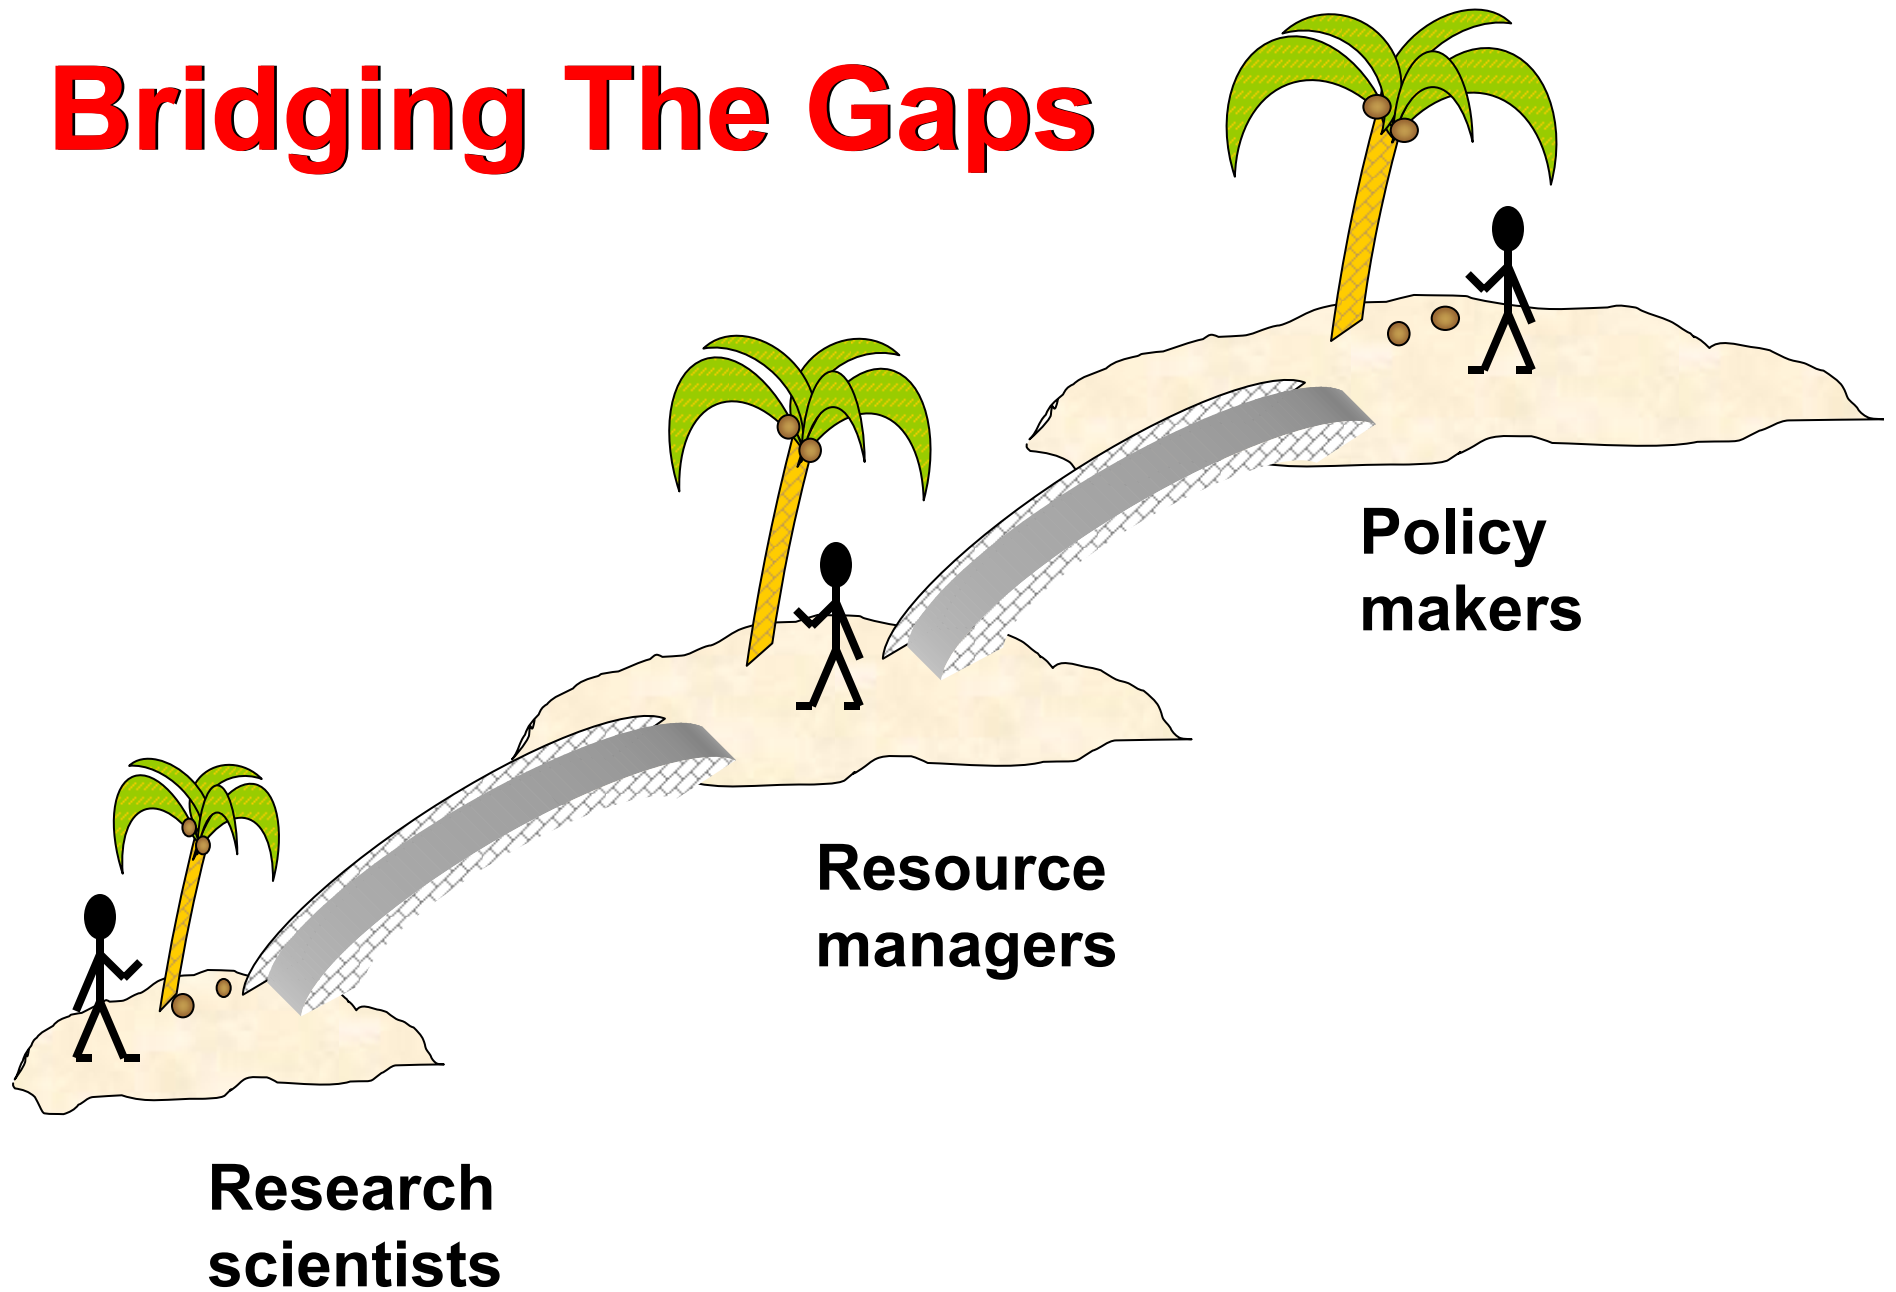 Bridging The Gaps
Policy
makers
Resource
managers
Research
scientists